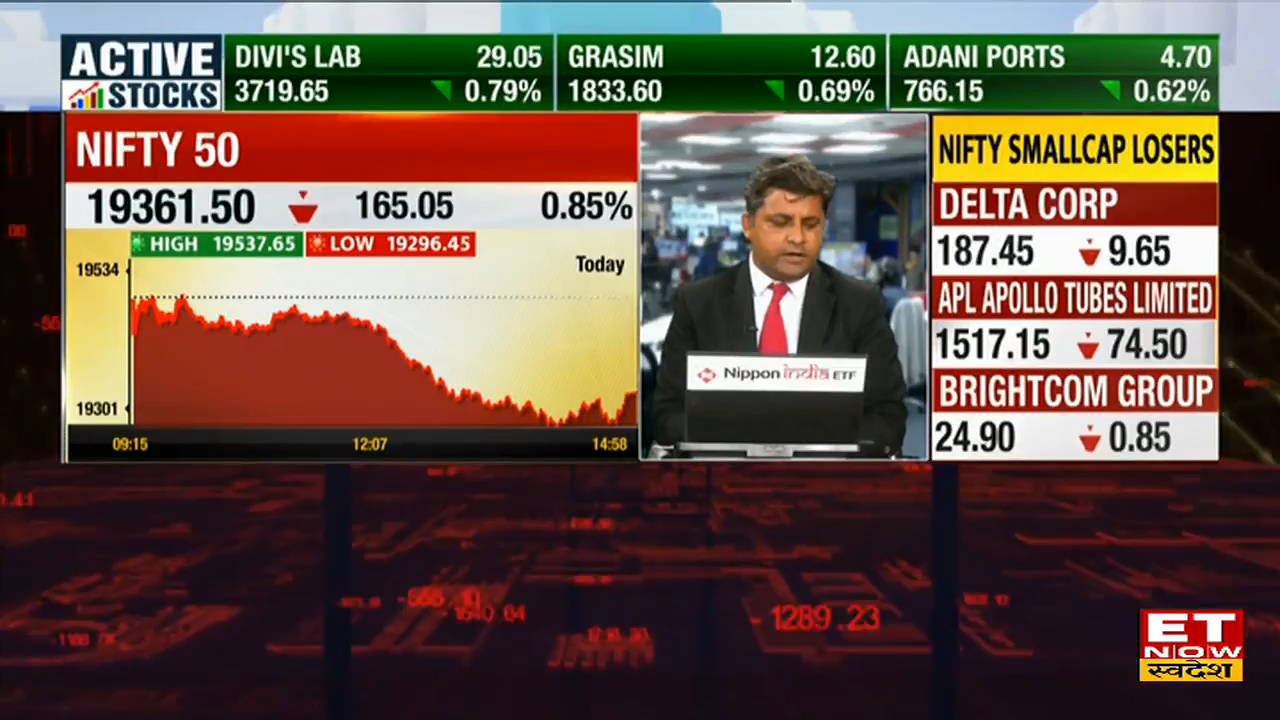 ACTIVE STOCKS
DIVI'S LAB 29.05
3719.65 0.79%
GRASIM 12.60
1833.60 0.69%
ADANI PORTS 4.70
766.15 0.62%
NIFTY 50
19361.50 165.05 0.85%
HIGH 19537.65 LOW 19296.45
Today
19534
19301
09:15 12:07 14:58
Nippon india ETF
NIFTY SMALLCAP LOSERS
DELTA CORP
187.45 9.65
APL APOLLO TUBES LIMITED
1517.15 74.50
BRIGHTCOM GROUP
24.90 0.85
-1289.23
ET
NOW
स्वदेश